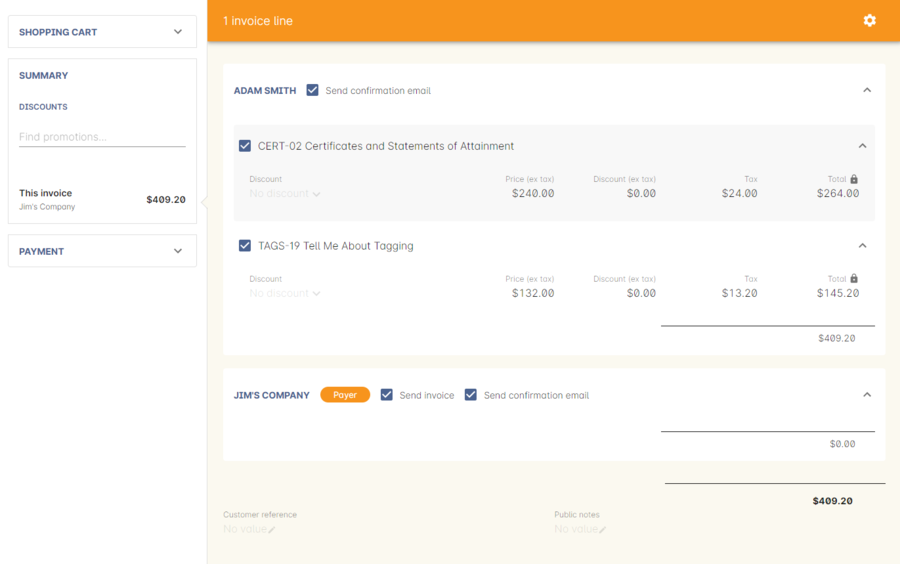 SHOPPING CART
SUMMARY
DISCOUNTS
Find promotions...
This invoice
Jim's Company
$409.20
PAYMENT
1 invoice line
ADAM SMITH Send confirmation email
CERT-02 Certificates and Statements of Attainment
Discount Price (ex tax) Discount (ex tax) Tax Total
No discount $240.00 $0.00 $24.00 $264.00
TAGS-19 Tell Me About Tagging
Discount Price (ex tax) Discount (ex tax) Tax Total
No discount $132.00 $0.00 $13.20 $145.20
$409.20
JIM'S COMPANY Payer Send invoice Send confirmation email
$0.00
$409.20
Customer reference Public notes
No value No value